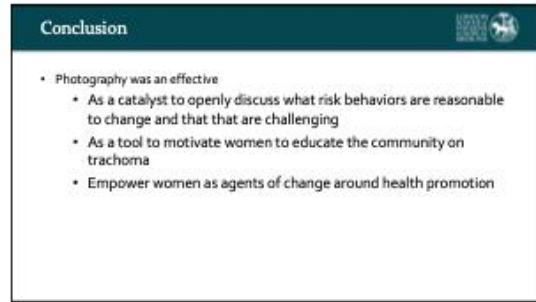 Conclusion
• Photography was an effective
• As a catalyst to openly discuss what risk behaviors are reasonable
to change and that that are challenging
• As a tool to motivate women to educate the community on
trachoma
• Empower women as agents of change around health promotion